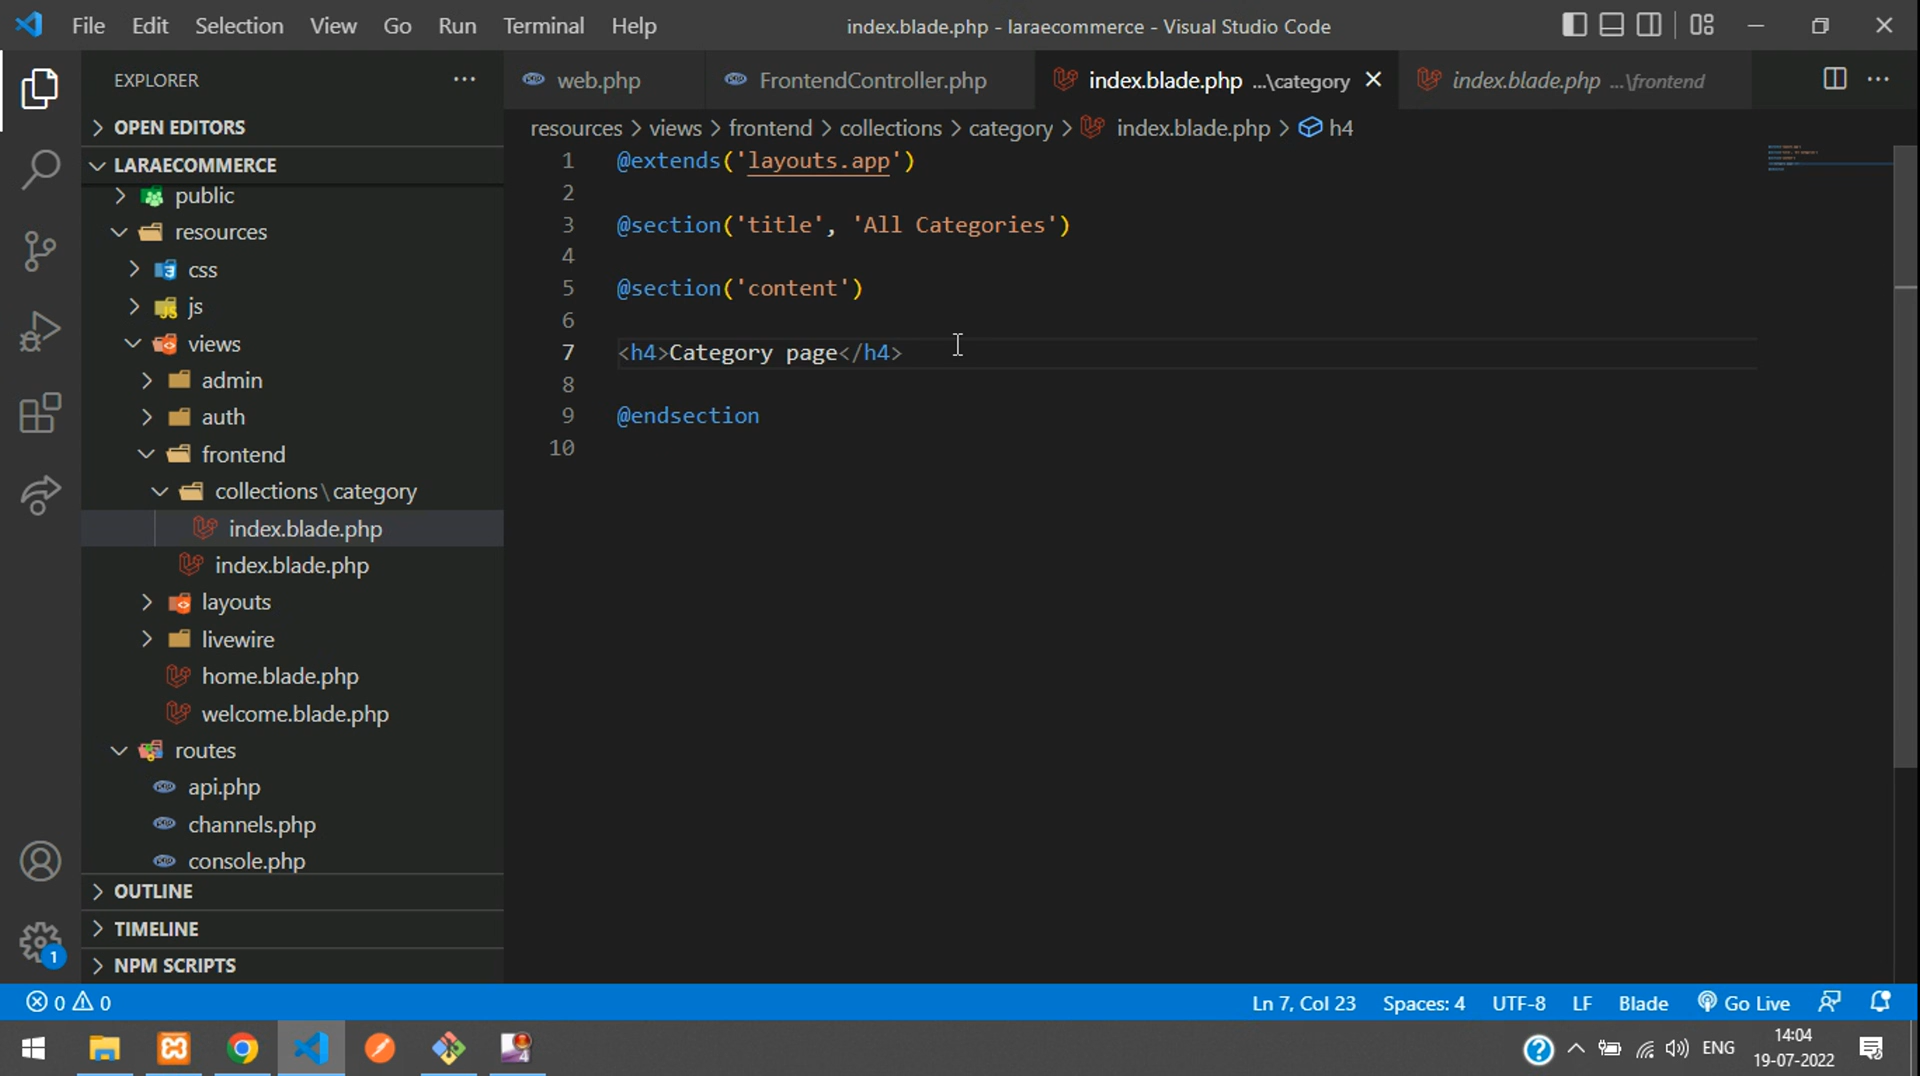 File Edit Selection View Go Run Terminal Help
index.blade.php - laraecommerce - Visual Studio Code
EXPLORER
OPEN EDITORS
LARAECOMMERCE
public
resources
css
js
views
admin
auth
frontend
collections\category
index.blade.php
index.blade.php
layouts
livewire
home.blade.php
welcome.blade.php
routes
api.php
channels.php
console.php
OUTLINE
TIMELINE
NPM SCRIPTS
web.php FrontendController.php index.blade.php ...\category index.blade.php ...\frontend
resources > views > frontend > collections > category > index.blade.php > h4
1 @extends('layouts.app')
2
3 @section('title', 'All Categories')
4
5 @section('content')
6
7 <h4>Category page</h4>
8
9 @endsection
10
1
0 0
Ln 7, Col 23 Spaces: 4 UTF-8 LF Blade Go Live
4
ENG
14:04
19-07-2022